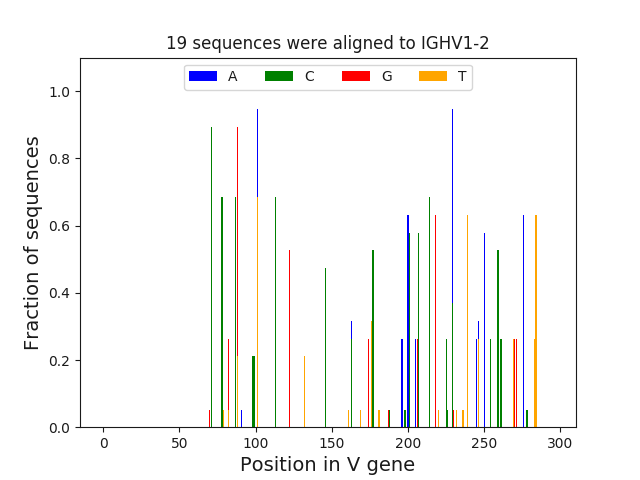 19 sequences were aligned to IGHV1-2
A C G T
1.0
0.8
0.6
0.4
0.2
0.0
Fraction of sequences
0 50 100 150 200 250 300
Position in V gene